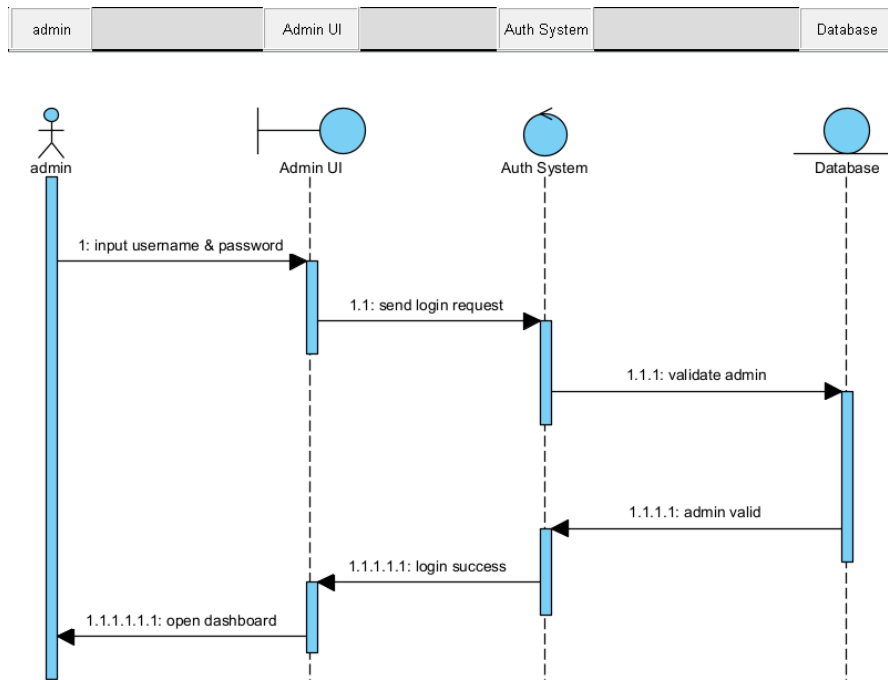 admin
Admin UI
Auth System
Database
admin
Admin UI
Auth System
Database
1: input username & password
1.1: send login request
1.1.1: validate admin
1.1.1.1: admin valid
1.1.1.1.1: login success
1.1.1.1.1.1: open dashboard